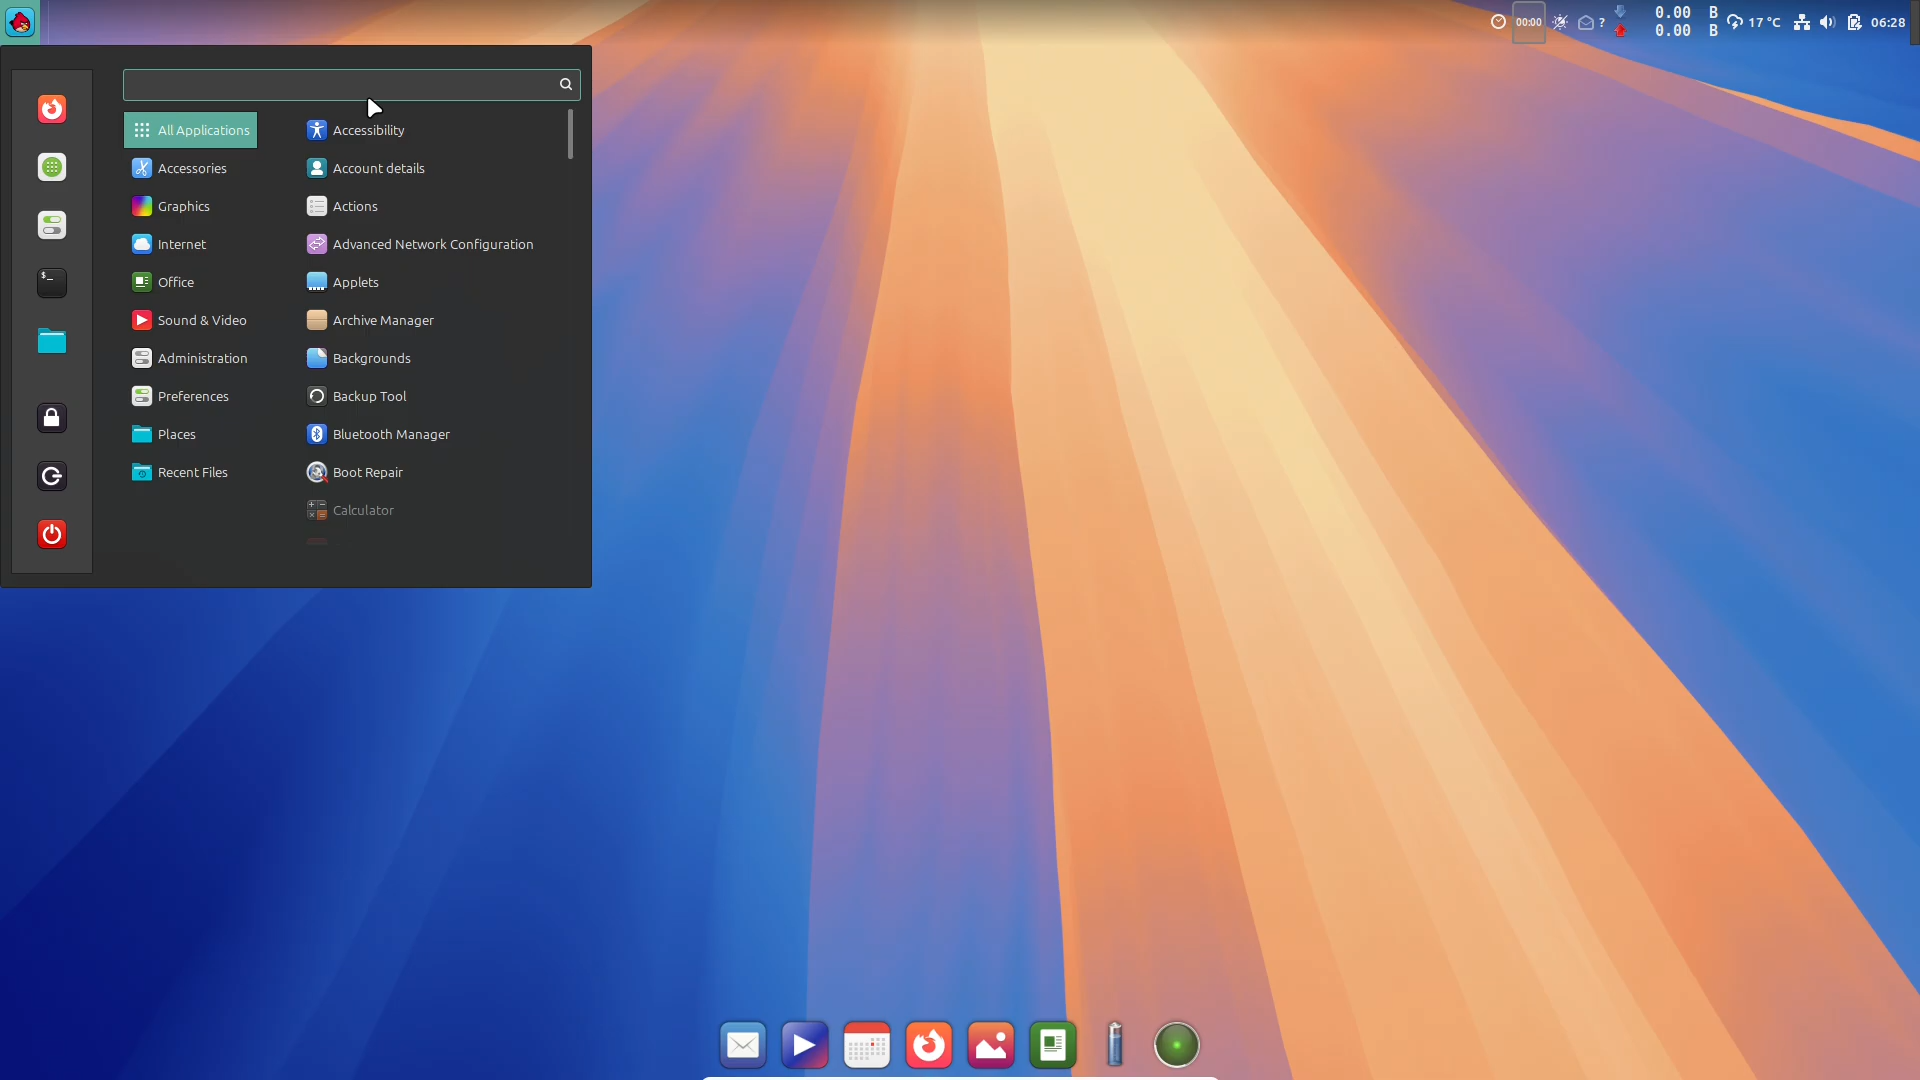 00:00
?
0.00 B
0.00 B
17 °C
06:28
$_
All Applications
Accessories
Graphics
Internet
Office
Sound & Video
Administration
Preferences
Places
Recent Files
Accessibility
Account details
Actions
Advanced Network Configuration
Applets
Archive Manager
Backgrounds
Backup Tool
Bluetooth Manager
Boot Repair
Calculator